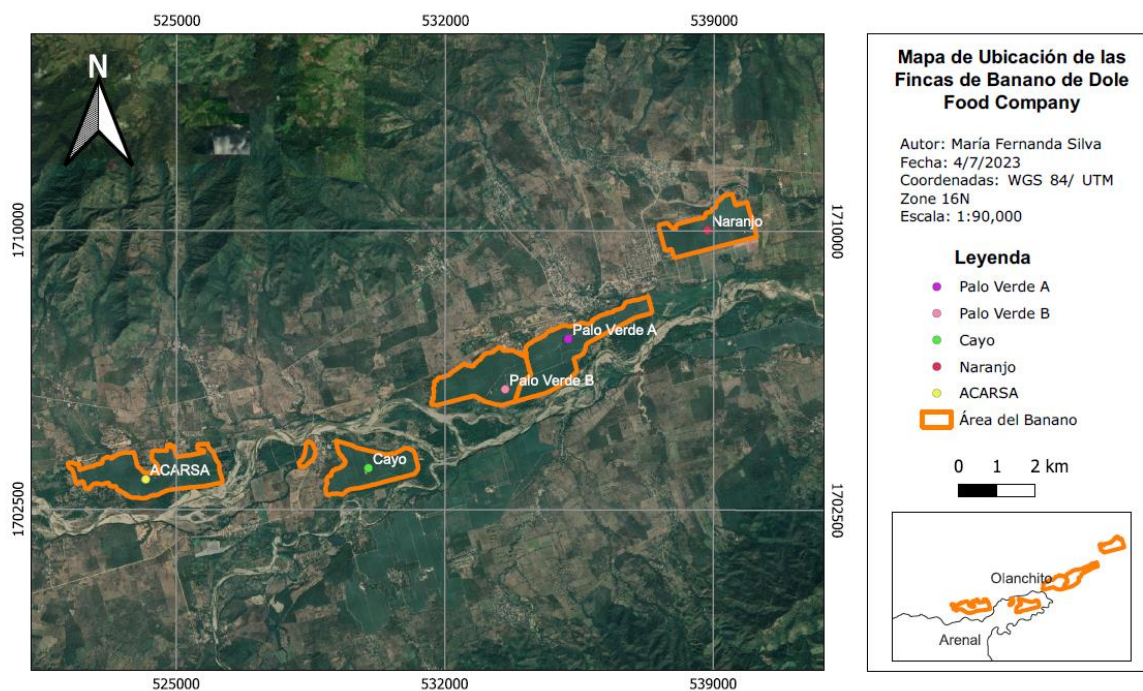 525000
532000
539000
N
1710000
1710000
Naranjo
Palo Verde A
Palo Verde B
ACARSA
Cayo
1702500
1702500
525000
532000
539000
Mapa de Ubicación de las
Fincas de Banano de Dole
Food Company
Autor: María Fernanda Silva
Fecha: 4/7/2023
Coordenadas: WGS 84/ UTM
Zone 16N
Escala: 1:90,000
Leyenda
Palo Verde A
Palo Verde B
Cayo
Naranjo
ACARSA
Área del Banano
0 1 2 km
Olanchito
Arenal